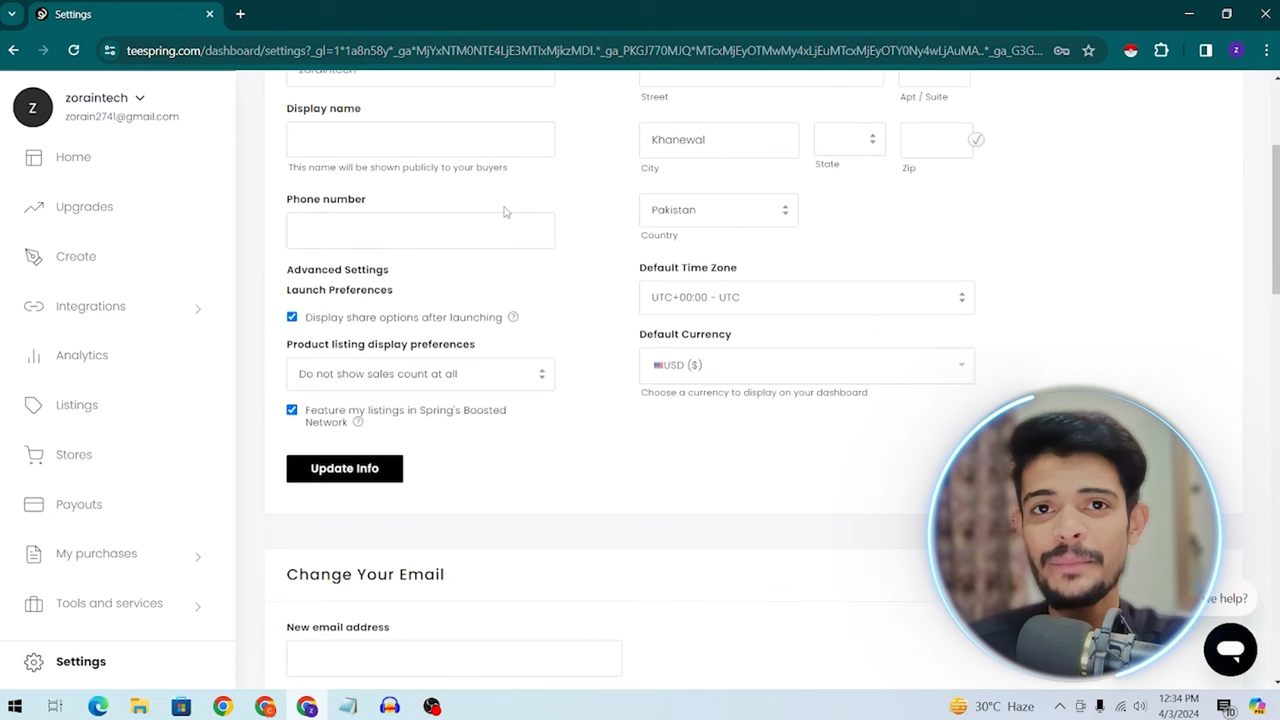 Settings
teespring.com/dashboard/settings?_gl=1*1a8n58y*_ga*MjYxNTM0NTE4LjE3MTIxMjkzMDI.*_ga_PKGJ770MJQ*MTcxMjEyOTMwMy4xLjEuMTcxMjEyOTY0Ny4wLjAuMA..*_ga_G3G...
Z
zoraintech
zorain2741@gmail.com
Home
Upgrades
Create
Integrations
Analytics
Listings
Stores
Payouts
My purchases
Tools and services
Settings
zoraintech
Display name
This name will be shown publicly to your buyers
Phone number
Advanced Settings
Launch Preferences
Display share options after launching
Product listing display preferences
Do not show sales count at all
Feature my listings in Spring's Boosted
Network
Update Info
Street
Apt / Suite
Khanewal
City
State
Zip
Pakistan
Country
Default Time Zone
UTC+00:00 - UTC
Default Currency
USD ($)
Choose a currency to display on your dashboard
Change Your Email
New email address
help?
30°C Haze
12:34 PM
4/3/2024